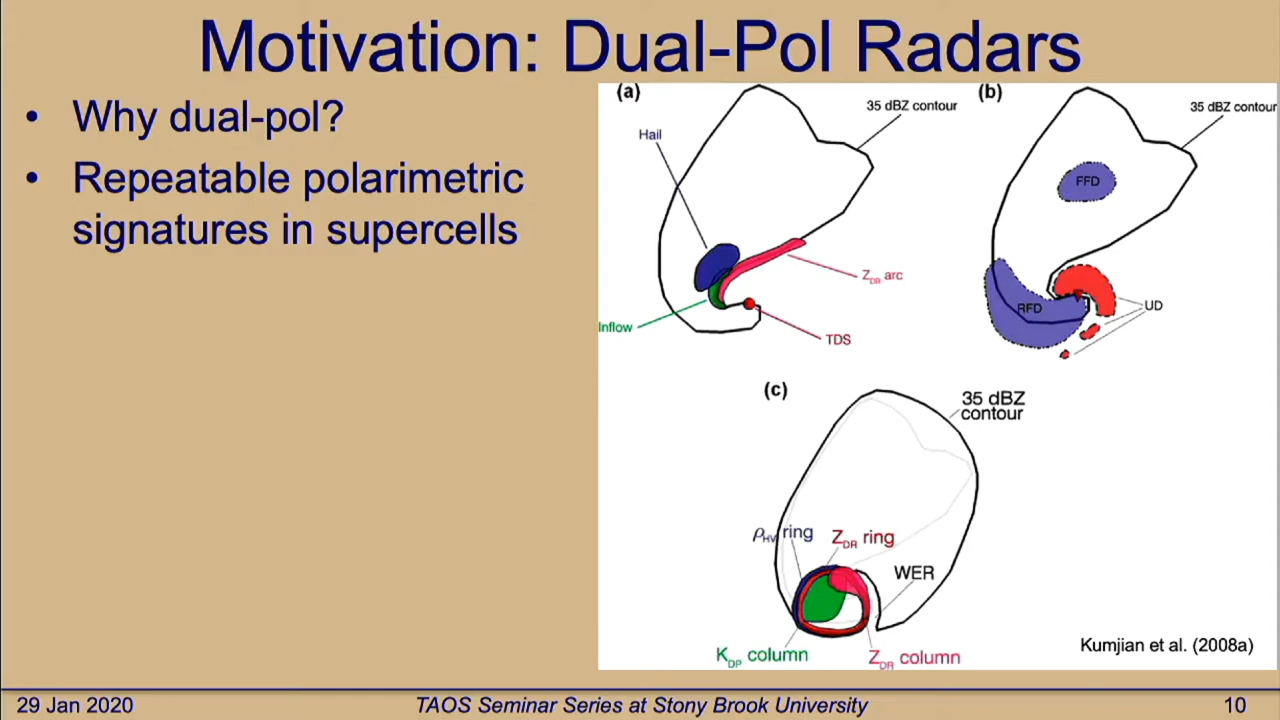 Motivation: Dual-Pol Radars
• Why dual-pol?
• Repeatable polarimetric
signatures in supercells
(a)
35 dBZ contour
Hail
Z_DR arc
Inflow
TDS
(b)
35 dBZ contour
FFD
RFD
UD
(c)
35 dBZ
contour
ρ_HV ring
Z_DR ring
WER
K_DP column
Z_DR column
Kumjian et al. (2008a)
29 Jan 2020
TAOS Seminar Series at Stony Brook University
10